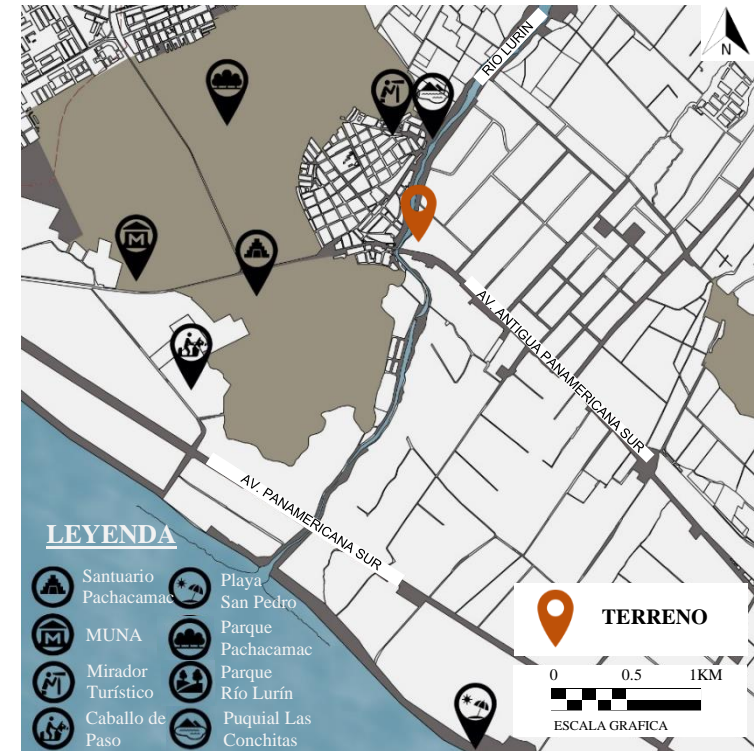 N
RÍO LURIN
AV. ANTIGUA PANAMERICANA SUR
AV. PANAMERICANA SUR
LEYENDA
Santuario
Pachacamac
MUNA
Mirador
Turístico
Caballo de
Paso
Playa
San Pedro
Parque
Pachacamac
Parque
Río Lurín
Puquial Las
Conchitas
TERRENO
0 0.5 1KM
ESCALA GRAFICA